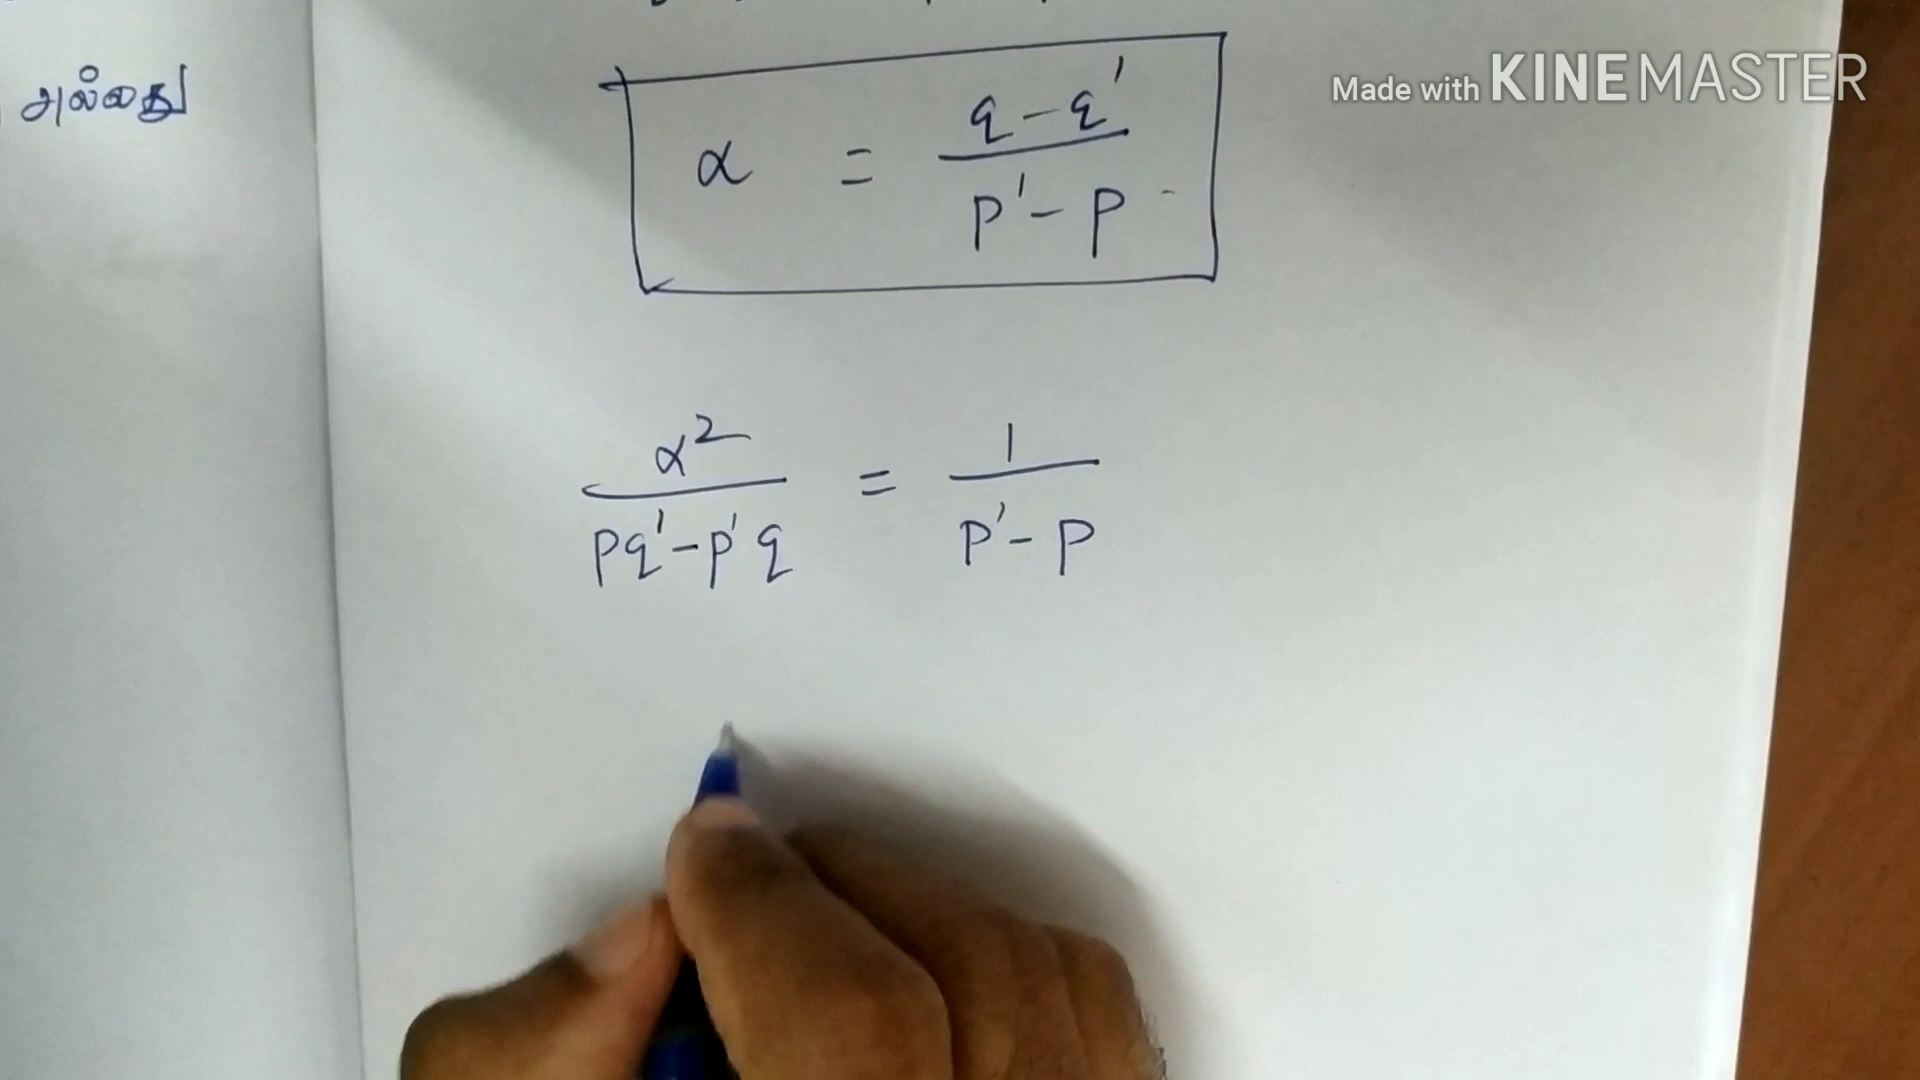 அல்லது
Made with KINEMASTER
α = q - q' / p' - p
α² / pq' - p'q = 1 / p' - p